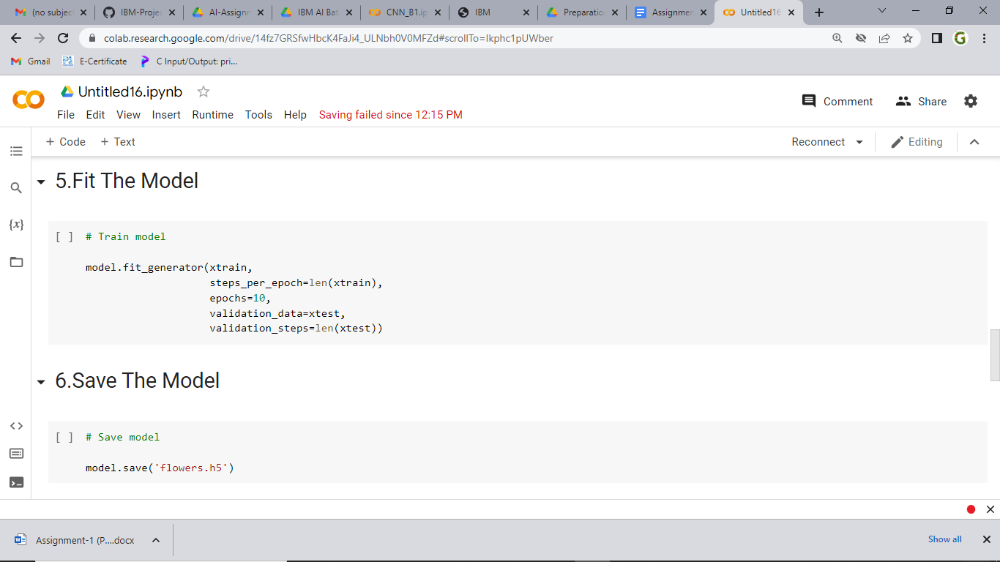 (no subjec
IBM-Proje
AI-Assignn
IBM AI Bat
CNN_B1.ip
IBM
Preparatio
Assignmen
Untitled16
colab.research.google.com/drive/14fz7GRSfwHbcK4FaJi4_ULNbh0V0MFZd#scrollTo=Ikphc1pUWber
G
Gmail
E-Certificate
C Input/Output: pri...
Untitled16.ipynb
Comment
Share
File Edit View Insert Runtime Tools Help Saving failed since 12:15 PM
+ Code + Text
Reconnect
Editing
5.Fit The Model
{x}
[ ] # Train model
model.fit_generator(xtrain,
steps_per_epoch=len(xtrain),
epochs=10,
validation_data=xtest,
validation_steps=len(xtest))
6.Save The Model
[ ] # Save model
model.save('flowers.h5')
Assignment-1 (P....docx
Show all